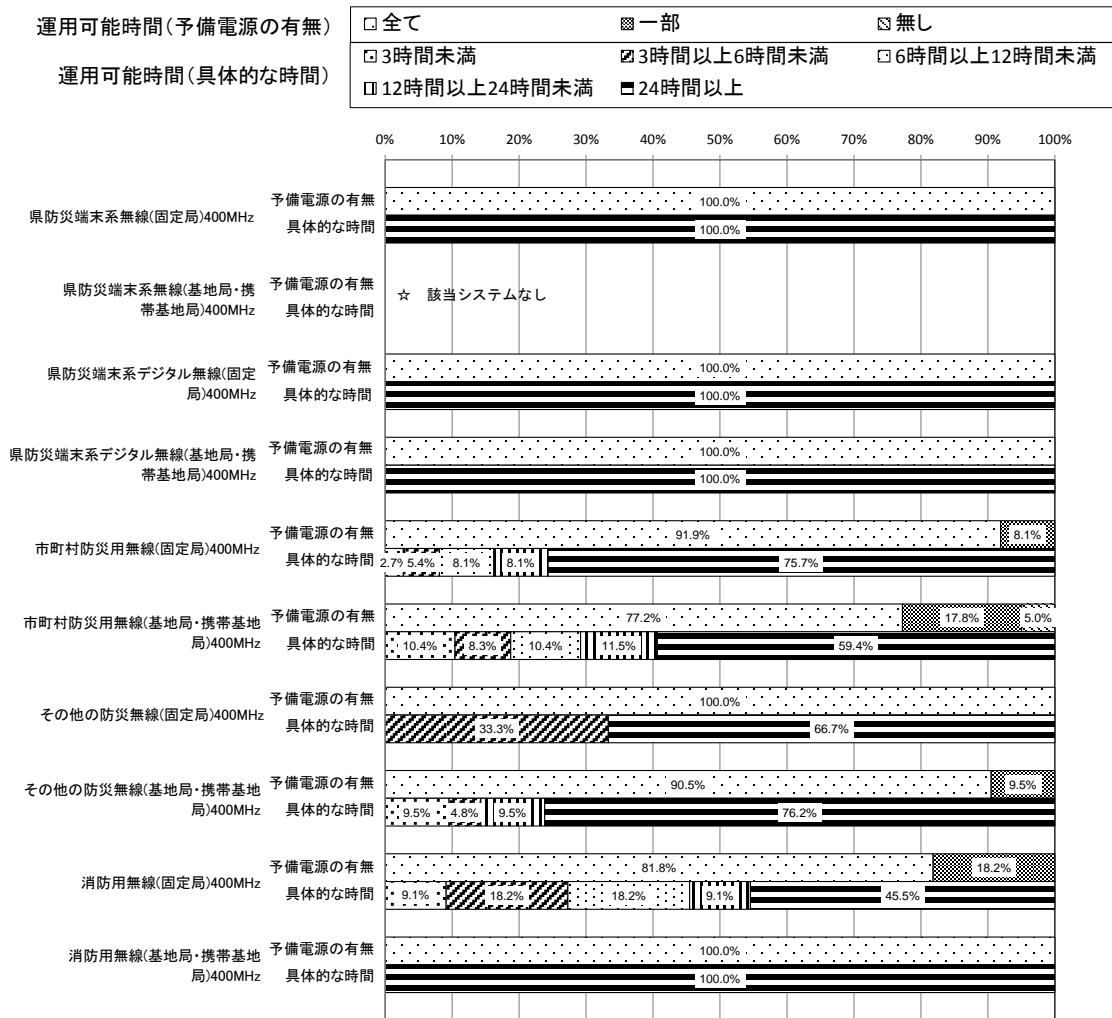 運用可能時間(予備電源の有無)
全て 一部 無し
運用可能時間(具体的な時間)
3時間未満 3時間以上6時間未満 6時間以上12時間未満
12時間以上24時間未満 24時間以上
0% 10% 20% 30% 40% 50% 60% 70% 80% 90% 100%
県防災端末系無線(固定局)400MHz
予備電源の有無
100.0%
具体的な時間
100.0%
県防災端末系無線(基地局・携
帯基地局)400MHz
予備電源の有無
具体的な時間
☆ 該当システムなし
県防災端末系デジタル無線(固定
局)400MHz
予備電源の有無
100.0%
具体的な時間
100.0%
県防災端末系デジタル無線(基地局・携
帯基地局)400MHz
予備電源の有無
100.0%
具体的な時間
100.0%
市町村防災用無線(固定局)400MHz
予備電源の有無
91.9% 8.1%
具体的な時間
2.7% 5.4% 8.1% 8.1% 75.7%
市町村防災用無線(基地局・携帯基地
局)400MHz
予備電源の有無
77.2% 17.8% 5.0%
具体的な時間
10.4% 8.3% 10.4% 11.5% 59.4%
その他の防災無線(固定局)400MHz
予備電源の有無
100.0%
具体的な時間
33.3% 66.7%
その他の防災無線(基地局・携帯基地
局)400MHz
予備電源の有無
90.5% 9.5%
具体的な時間
9.5% 4.8% 9.5% 76.2%
消防用無線(固定局)400MHz
予備電源の有無
81.8% 18.2%
具体的な時間
9.1% 18.2% 18.2% 9.1% 45.5%
消防用無線(基地局・携帯基地
局)400MHz
予備電源の有無
100.0%
具体的な時間
100.0%